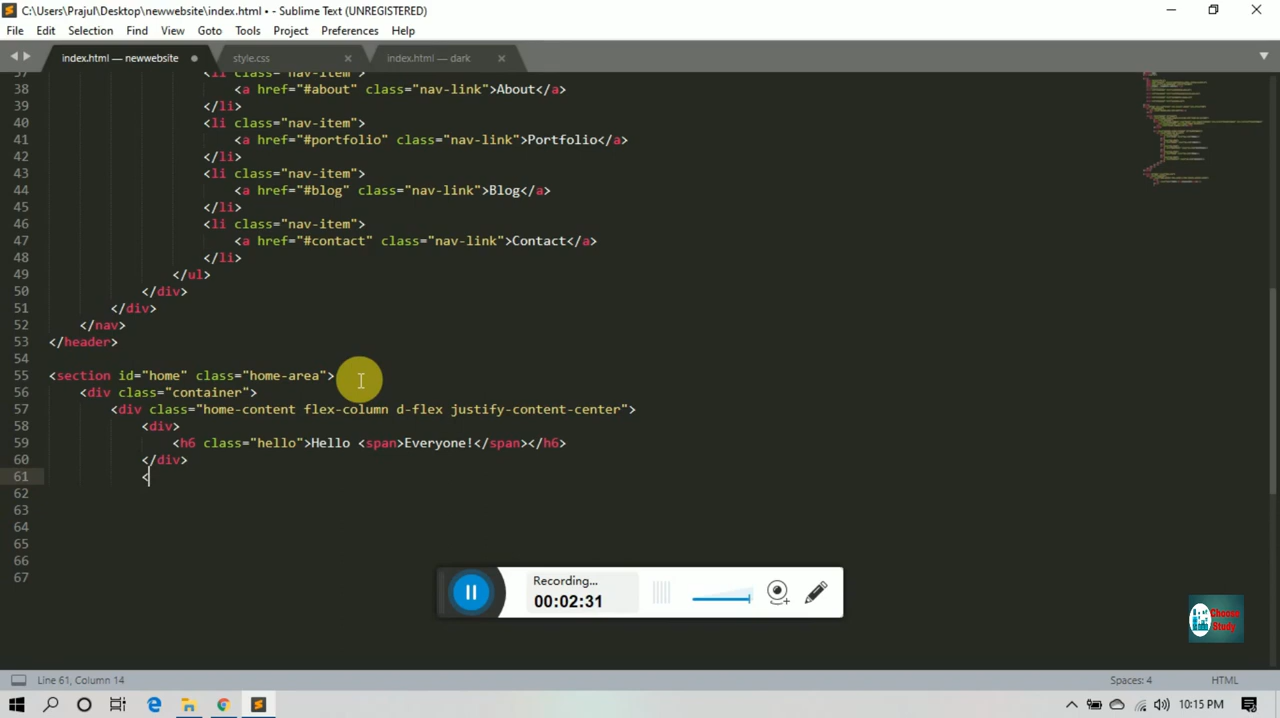 C:\Users\Prajul\Desktop\newwebsite\index.html • - Sublime Text (UNREGISTERED)
File Edit Selection Find View Goto Tools Project Preferences Help
index.html — newwebsite style.css index.html — dark
37 <li class="nav-item">
38 <a href="#about" class="nav-link">About</a>
39 </li>
40 <li class="nav-item">
41 <a href="#portfolio" class="nav-link">Portfolio</a>
42 </li>
43 <li class="nav-item">
44 <a href="#blog" class="nav-link">Blog</a>
45 </li>
46 <li class="nav-item">
47 <a href="#contact" class="nav-link">Contact</a>
48 </li>
49 </ul>
50 </div>
51 </div>
52 </nav>
53 </header>
54
55 <section id="home" class="home-area">
56 <div class="container">
57 <div class="home-content flex-column d-flex justify-content-center">
58 <div>
59 <h6 class="hello">Hello <span>Everyone!</span></h6>
60 </div>
61 <
62
63
64
65
66
67
Recording...
00:02:31
Choose
Study
Line 61, Column 14 Spaces: 4 HTML
10:15 PM